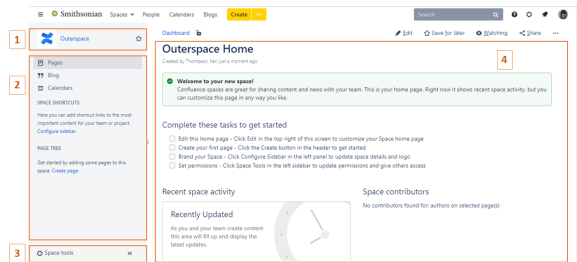 Smithsonian Spaces People Calendars Blogs Create ··· Search
1
Outerspace
Dashboard
Edit Save for later Watching Share ···
Outerspace Home
Created by Thompson, Keri just a moment ago
4
2
Pages
Blog
Calendars
SPACE SHORTCUTS
Here you can add shortcut links to the most
important content for your team or project.
Configure sidebar.
PAGE TREE
Get started by adding some pages to this
space. Create page.
Welcome to your new space!
Confluence spaces are great for sharing content and news with your team. This is your home page. Right now it shows recent space activity, but you
can customize this page in any way you like.
Complete these tasks to get started
Edit this home page - Click Edit in the top right of this screen to customize your Space home page
Create your first page - Click the Create button in the header to get started
Brand your Space - Click Configure Sidebar in the left panel to update space details and logo
Set permissions - Click Space Tools in the left sidebar to update permissions and give others access
Recent space activity
Recently Updated
As you and your team create content
this area will fill up and display the
latest updates.
Space contributors
No contributors found for: authors on selected page(s)
3
Space tools «